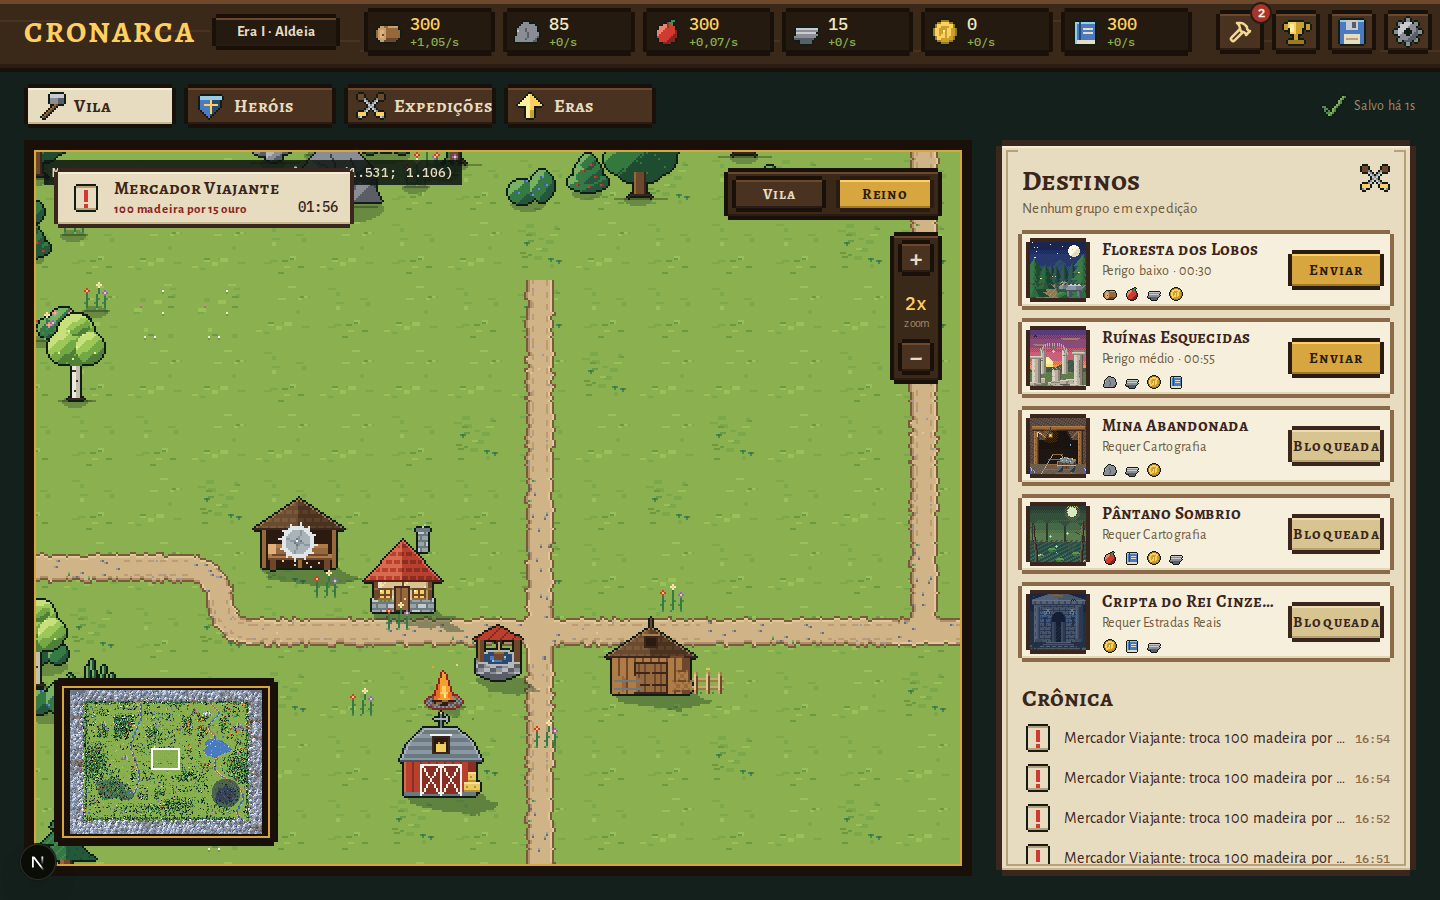 CRONARCA
Era I · Aldeia
300
+1,05/s
85
+0/s
300
+0,07/s
15
+0/s
0
+0/s
300
+0/s
2
Vila
Heróis
Expedições
Eras
Salvo há 1s
1.531; 1.106)
Mercador Viajante
100 madeira por 15 ouro
01:56
Vila
Reino
+
2x
zoom
−
N
Destinos
Nenhum grupo em expedição
Floresta dos Lobos
Perigo baixo · 00:30
Enviar
Ruínas Esquecidas
Perigo médio · 00:55
Enviar
Mina Abandonada
Requer Cartografia
Bloqueada
Pântano Sombrio
Requer Cartografia
Bloqueada
Cripta do Rei Cinze...
Requer Estradas Reais
Bloqueada
Crônica
Mercador Viajante: troca 100 madeira por ... 16:54
Mercador Viajante: troca 100 madeira por ... 16:54
Mercador Viajante: troca 100 madeira por ... 16:52
Mercador Viajante: troca 100 madeira por ... 16:51